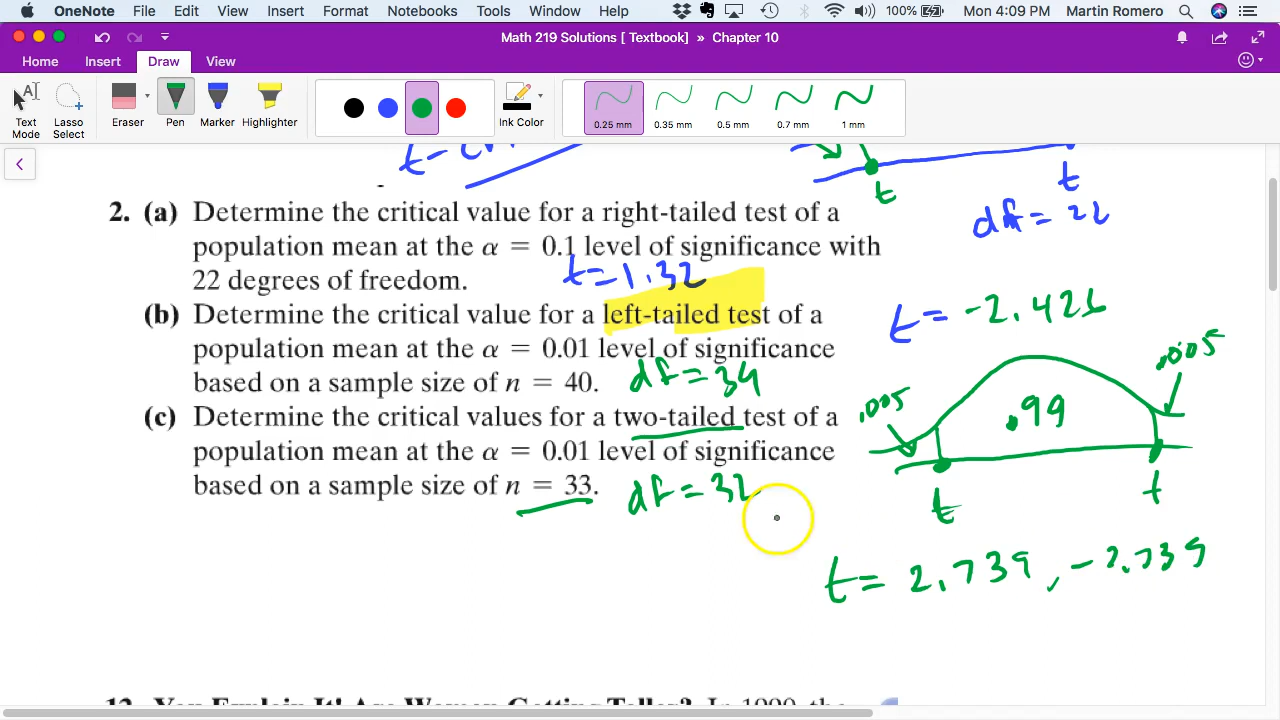 OneNote File Edit View Insert Format Notebooks Tools Window Help 100% Mon 4:09 PM Martin Romero
Math 219 Solutions [ Textbook] » Chapter 10
Home Insert Draw View
Text Mode
Lasso Select
Eraser
Pen
Marker
Highlighter
Ink Color
0.25 mm
0.35 mm
0.5 mm
0.7 mm
1 mm
t
t
df = 22
2. (a) Determine the critical value for a right-tailed test of a
population mean at the α = 0.1 level of significance with
22 degrees of freedom.
t = 1.32
(b) Determine the critical value for a left-tailed test of a
population mean at the α = 0.01 level of significance
based on a sample size of n = 40.
df = 39
t = -2.426
(c) Determine the critical values for a two-tailed test of a
population mean at the α = 0.01 level of significance
based on a sample size of n = 33.
df = 32
.005
.99
.005
t
t
t = 2.739, -2.739